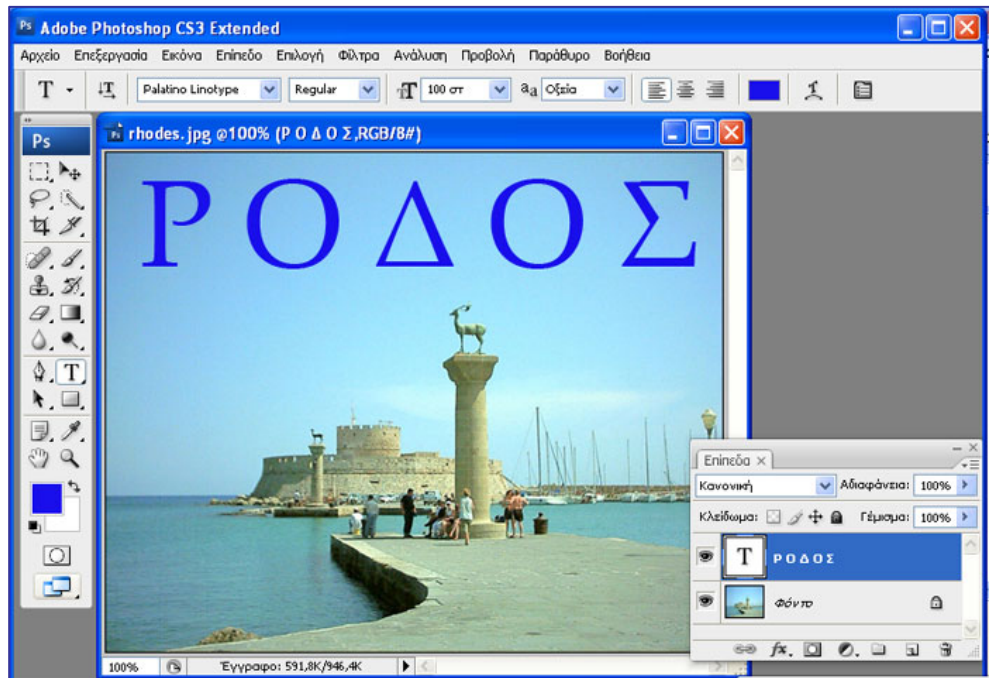 Ps Adobe Photoshop CS3 Extended
Αρχείο Επεξεργασία Εικόνα Επίπεδο Επιλογή Φίλτρα Ανάλυση Προβολή Παράθυρο Βοήθεια
T T Palatino Linotype Regular T 100 στ aa Οξεία
Ps
rhodes.jpg @100% (Ρ Ο Δ Ο Σ,RGB/8#)
Ρ Ο Δ Ο Σ
T
Επίπεδα ×
Κανονική Αδιαφάνεια: 100%
Κλείδωμα: Γέμισμα: 100%
T Ρ Ο Δ Ο Σ
Φόντο
fx
100% Έγγραφο: 591,8K/946,4K